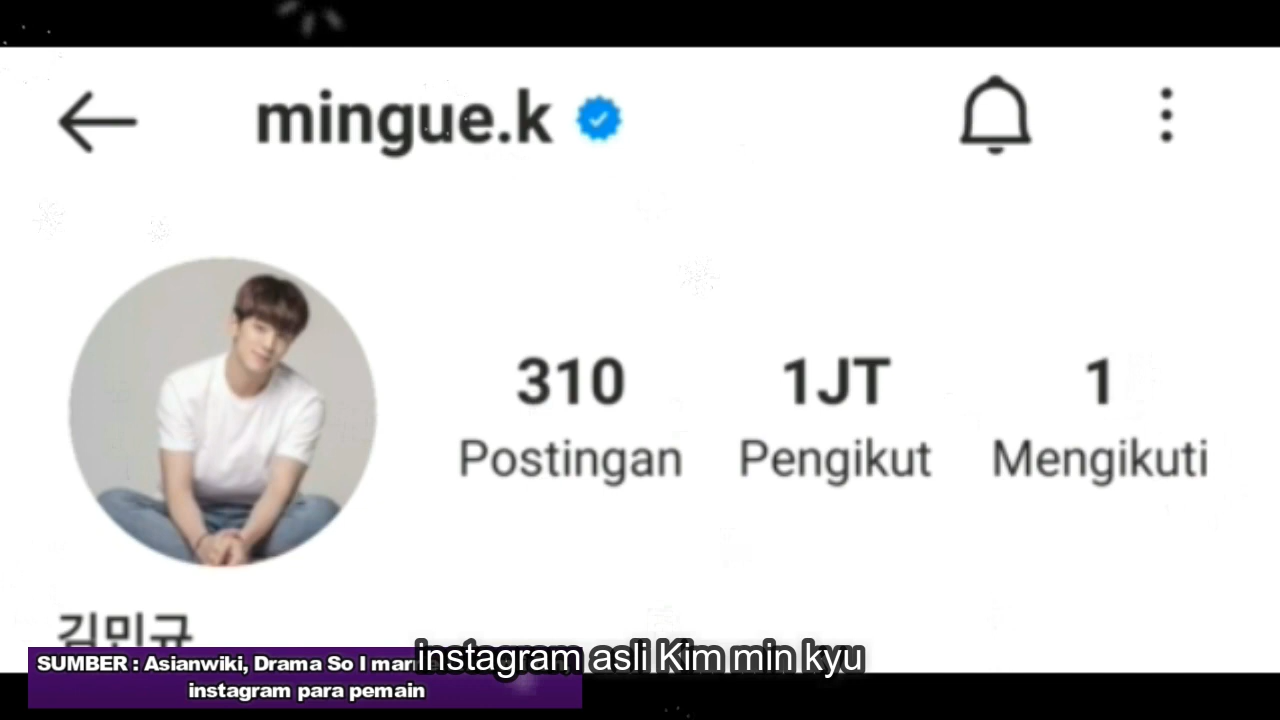 mingue.k
310 1JT 1
Postingan Pengikut Mengikuti
김민규
instagram asli Kim min kyu
SUMBER : Asianwiki, Drama So I
instagram para pemain